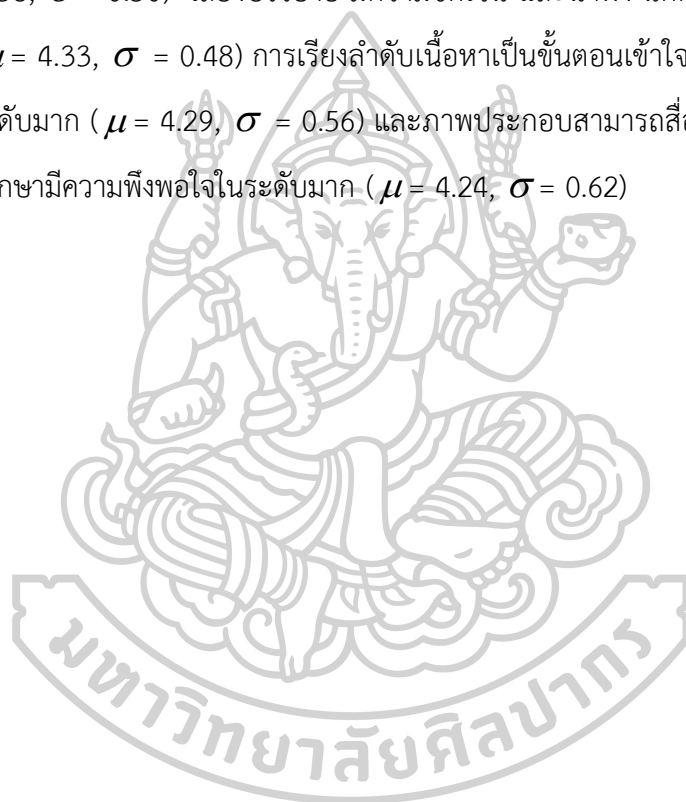 = 4.33, σ = 0.48) การเรียงลำดับเนื้อหาเป็นขั้นตอนเข้าใจ
ดับมาก ( μ = 4.29, σ = 0.56) และภาพประกอบสามารถสื่อ
กษามีความพึงพอใจในระดับมาก ( μ = 4.24, σ = 0.62)
มหาวิทยาลัยศิลปากร